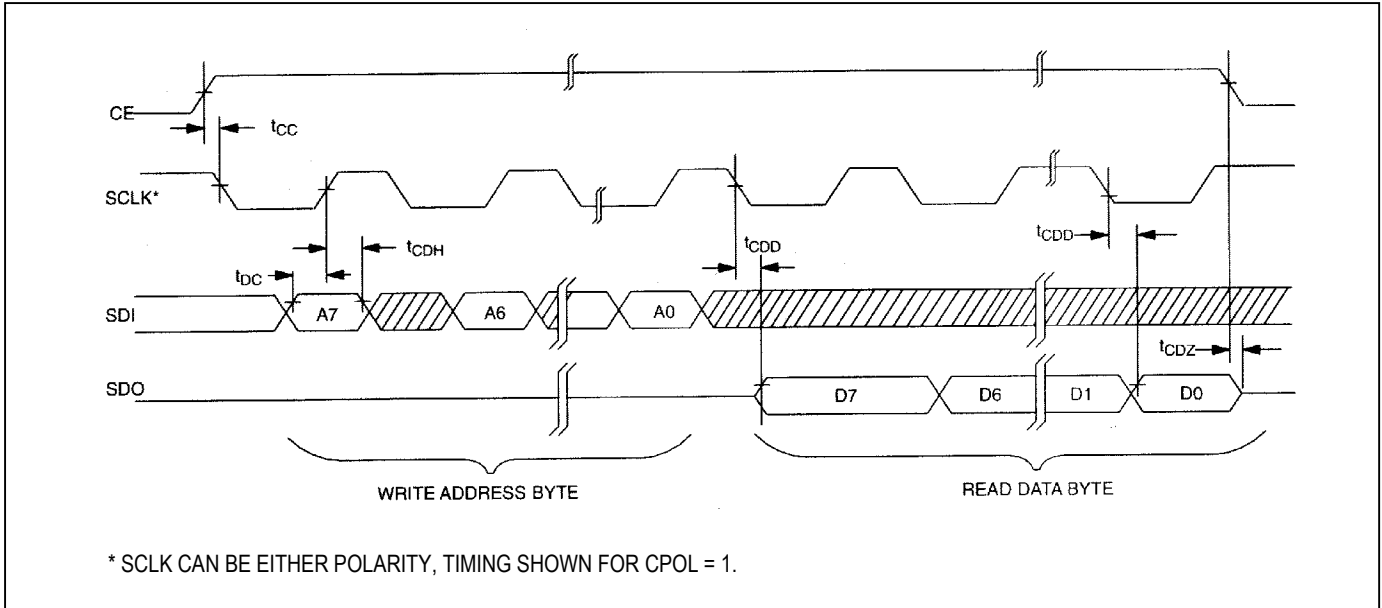 CE
tCC
SCLK*
tCDH
tCDD
tCDD
tDC
SDI
A7
A6
A0
tCDZ
SDO
D7
D6
D1
D0
WRITE ADDRESS BYTE
READ DATA BYTE
* SCLK CAN BE EITHER POLARITY, TIMING SHOWN FOR CPOL = 1.